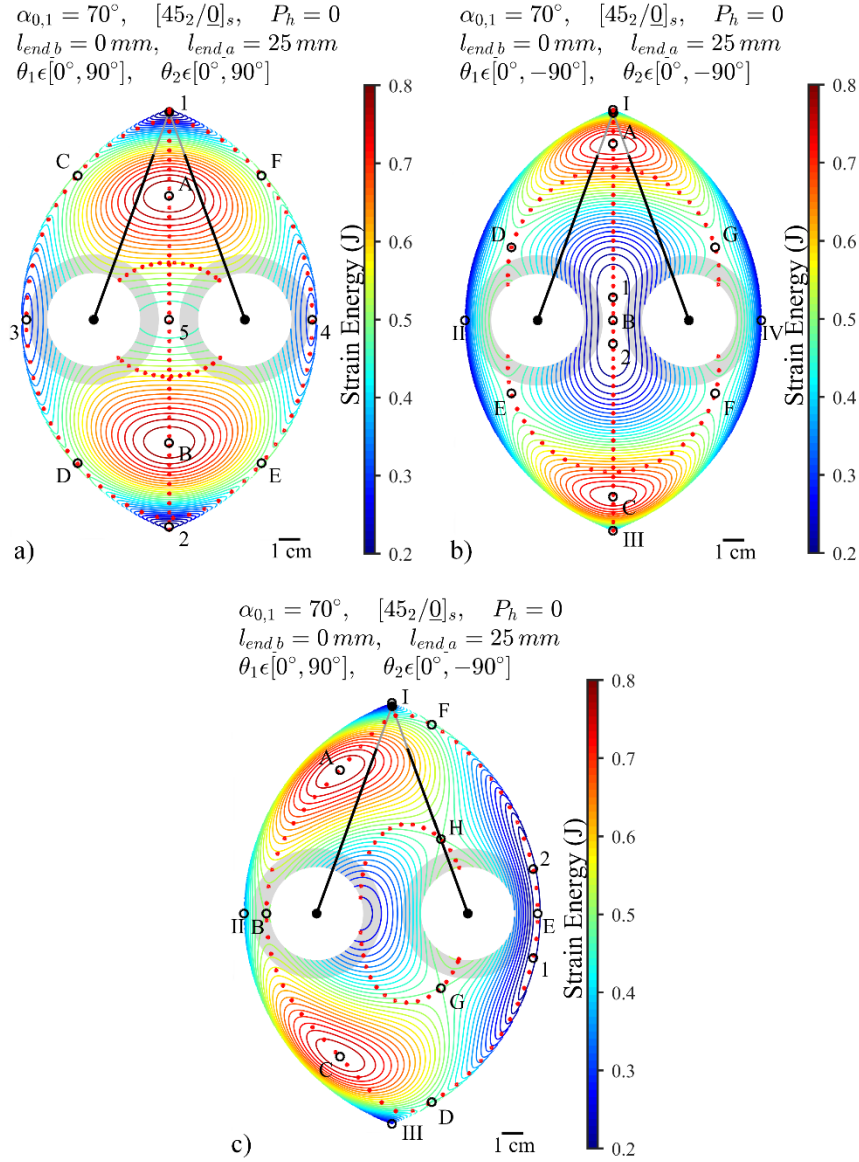 α0,1 = 70°, [45₂/0]s, Ph = 0
lend b = 0 mm, lend a = 25 mm
θ1ϵ[0°, 90°], θ2ϵ[0°, 90°]
1
C
F
A
3
5
4
B
D
E
2
a)
1 cm
0.8
0.7
0.6
0.5
0.4
0.3
0.2
Strain Energy (J)
α0,1 = 70°, [45₂/0]s, Ph = 0
lend b = 0 mm, lend a = 25 mm
θ1ϵ[0°, −90°], θ2ϵ[0°, −90°]
I
A
D
G
1
II
B
IV
2
E
F
C
III
b)
1 cm
0.8
0.7
0.6
0.5
0.4
0.3
0.2
Strain Energy (J)
α0,1 = 70°, [45₂/0]s, Ph = 0
lend b = 0 mm, lend a = 25 mm
θ1ϵ[0°, 90°], θ2ϵ[0°, −90°]
I
F
A
H
2
II
B
E
1
G
C
D
III
c)
1 cm
0.8
0.7
0.6
0.5
0.4
0.3
0.2
Strain Energy (J)